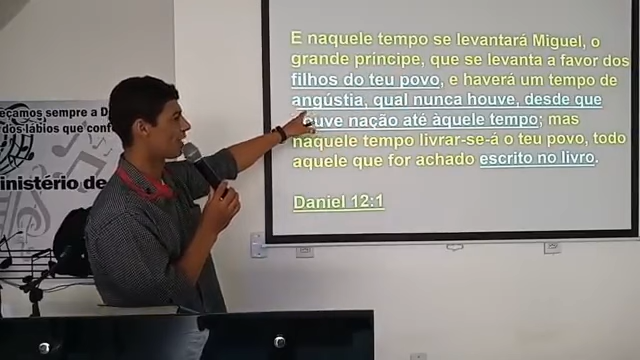 E naquele tempo se levantará Miguel, o
grande príncipe, que se levanta a favor dos
filhos do teu povo, e haverá um tempo de
angústia, qual nunca houve, desde que
nação até àquele tempo; mas
naquele tempo livrar-se-á o teu povo, todo
aquele que for achado escrito no livro.
Daniel 12:1
sempre a D
dos lábios que conf
nistério de